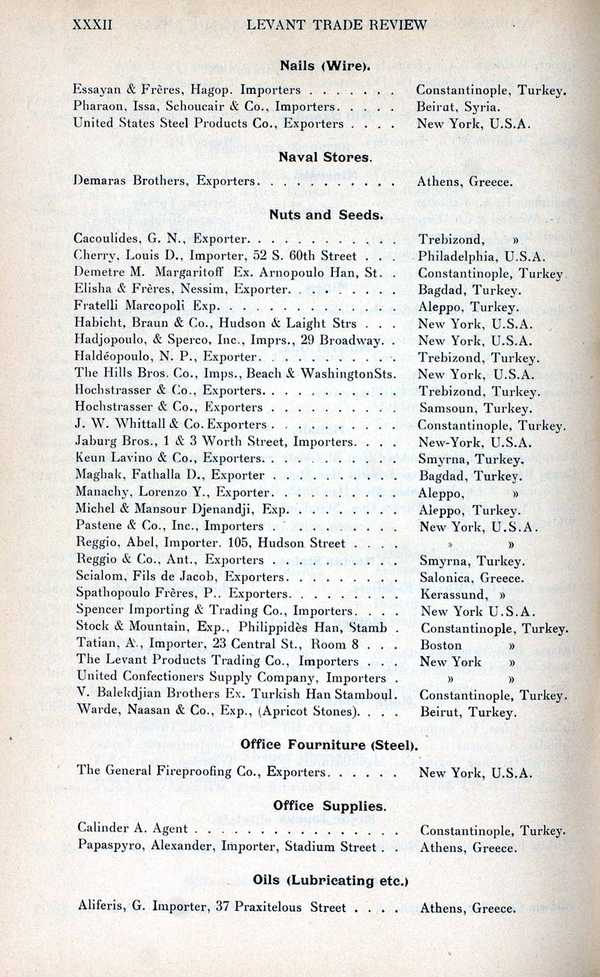 XXXII LEVANT TRADE REVIEW
Nails (Wire).
Essayan & Frères, Hagop. Importers . . . . . . . Constantinople, Turkey.
Pharaon, Issa, Schoucair & Co., Importers. . . . . Beirut, Syria.
United States Steel Products Co., Exporters . . . . New York, U.S.A.
Naval Stores.
Demaras Brothers, Exporters. . . . . . . . . . . Athens, Greece.
Nuts and Seeds.
Cacoulides, G. N., Exporter. . . . . . . . . . . . Trebizond, »
Cherry, Louis D., Importer, 52 S. 60th Street . . . Philadelphia, U.S.A.
Demetre M. Margaritoff Ex. Arnopoulo Han, St. . Constantinople, Turkey
Elisha & Frères, Nessim, Exporter. . . . . . . . . Bagdad, Turkey.
Fratelli Marcopoli Exp. . . . . . . . . . . . . . Aleppo, Turkey.
Habicht, Braun & Co., Hudson & Laight Strs . . . New York, U.S.A.
Hadjopoulo, & Sperco, Inc., Imprs., 29 Broadway. . New York, U.S.A.
Haldéopoulo, N. P., Exporter. . . . . . . . . . . Trebizond, Turkey.
The Hills Bros. Co., Imps., Beach & WashingtonSts. New York, U.S.A.
Hochstrasser & Co., Exporters. . . . . . . . . . . Trebizond, Turkey.
Hochstrasser & Co., Exporters . . . . . . . . . . Samsoun, Turkey.
J. W. Whittall & Co. Exporters . . . . . . . . . . Constantinople, Turkey.
Jaburg Bros., 1 & 3 Worth Street, Importers. . . . New-York, U.S.A.
Keun Lavino & Co., Exporters. . . . . . . . . . . Smyrna, Turkey.
Maghak, Fathalla D., Exporter . . . . . . . . . . Bagdad, Turkey.
Manachy, Lorenzo Y., Exporter. . . . . . . . . . Aleppo, »
Michel & Mansour Djenandji, Exp. . . . . . . . . Aleppo, Turkey.
Pastene & Co., Inc., Importers . . . . . . . . . New York, U.S.A.
Reggio, Abel, Importer. 105, Hudson Street . . . . » »
Reggio & Co., Ant., Exporters . . . . . . . . . . Smyrna, Turkey.
Scialom, Fils de Jacob, Exporters. . . . . . . . . Salonica, Greece.
Spathopoulo Frères, P.. Exporters. . . . . . . . . Kerassund, »
Spencer Importing & Trading Co., Importers. . . . New York U.S.A.
Stock & Mountain, Exp., Philippidès Han, Stamb . Constantinople, Turkey.
Tatian, A., Importer, 23 Central St., Room 8 . . . Boston »
The Levant Products Trading Co., Importers . . . New York »
United Confectioners Supply Company, Importers . » »
V. Balekdjian Brothers Ex. Turkish Han Stamboul. Constantinople, Turkey.
Warde, Naasan & Co., Exp., (Apricot Stones). . . . Beirut, Turkey.
Office Fourniture (Steel).
The General Fireproofing Co., Exporters. . . . . . New York, U.S.A.
Office Supplies.
Calinder A. Agent . . . . . . . . . . . . . . . . Constantinople, Turkey.
Papaspyro, Alexander, Importer, Stadium Street . . Athens, Greece.
Oils (Lubricating etc.)
Aliferis, G. Importer, 37 Praxitelous Street . . . . Athens, Greece.